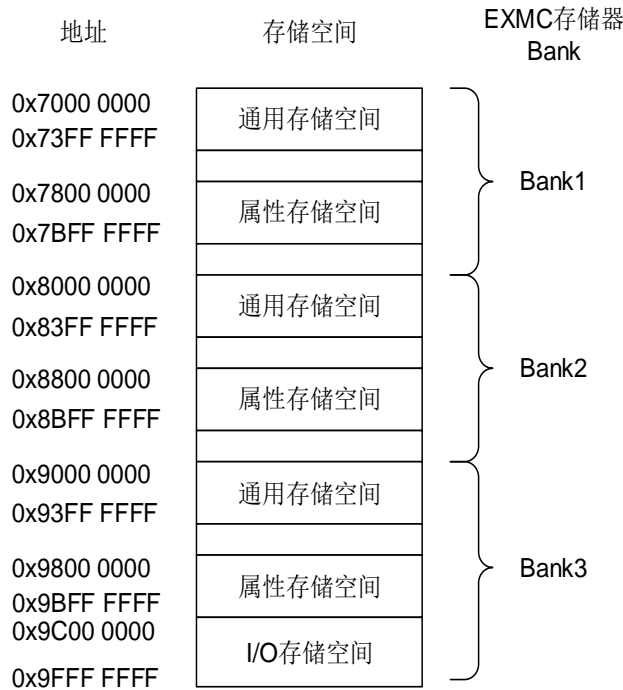 地址
存储空间
EXMC存储器
Bank
0x7000 0000
0x73FF FFFF
通用存储空间
0x7800 0000
0x7BFF FFFF
属性存储空间
Bank1
0x8000 0000
0x83FF FFFF
通用存储空间
0x8800 0000
0x8BFF FFFF
属性存储空间
Bank2
0x9000 0000
0x93FF FFFF
通用存储空间
0x9800 0000
0x9BFF FFFF
属性存储空间
0x9C00 0000
0x9FFF FFFF
I/O存储空间
Bank3